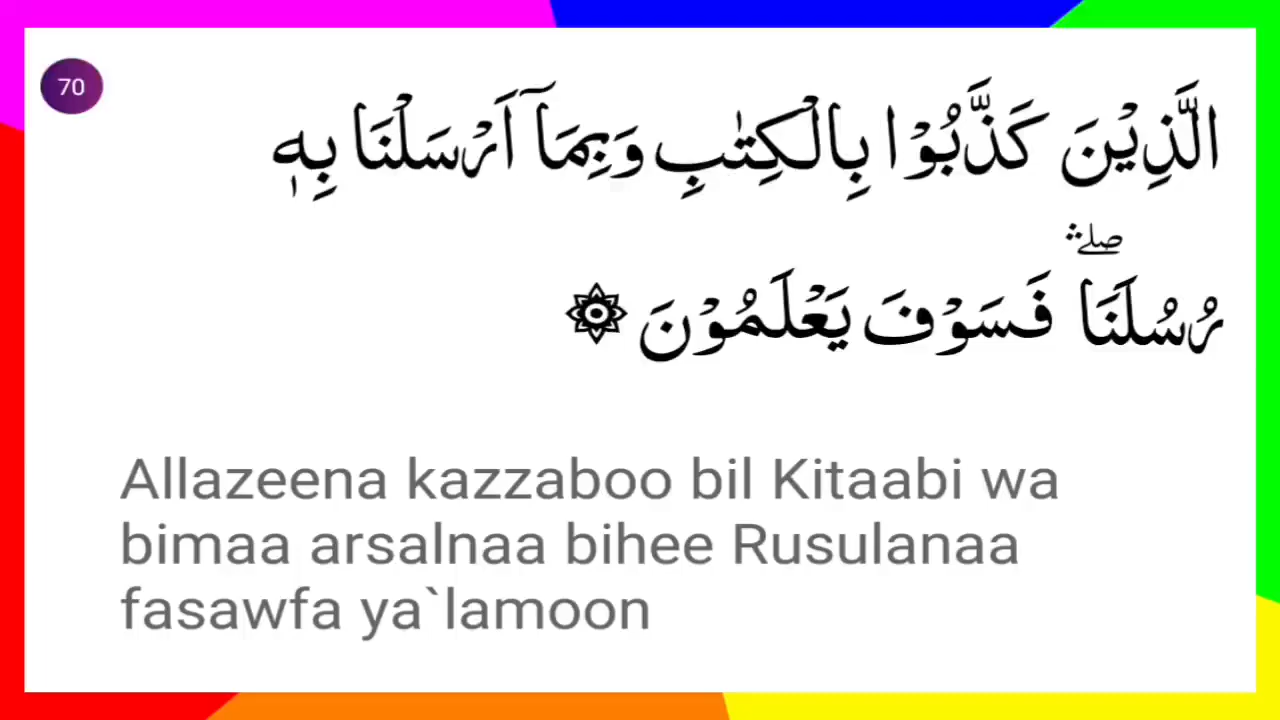 70
الَّذِيْنَ كَذَّبُوْا بِالْكِتٰبِ وَبِمَآ اَرْسَلْنَا بِهٖ
رُسُلَنَا ۛۖ فَسَوْفَ يَعْلَمُوْنَ ۞
Allazeena kazzaboo bil Kitaabi wa
bimaa arsalnaa bihee Rusulanaa
fasawfa ya`lamoon